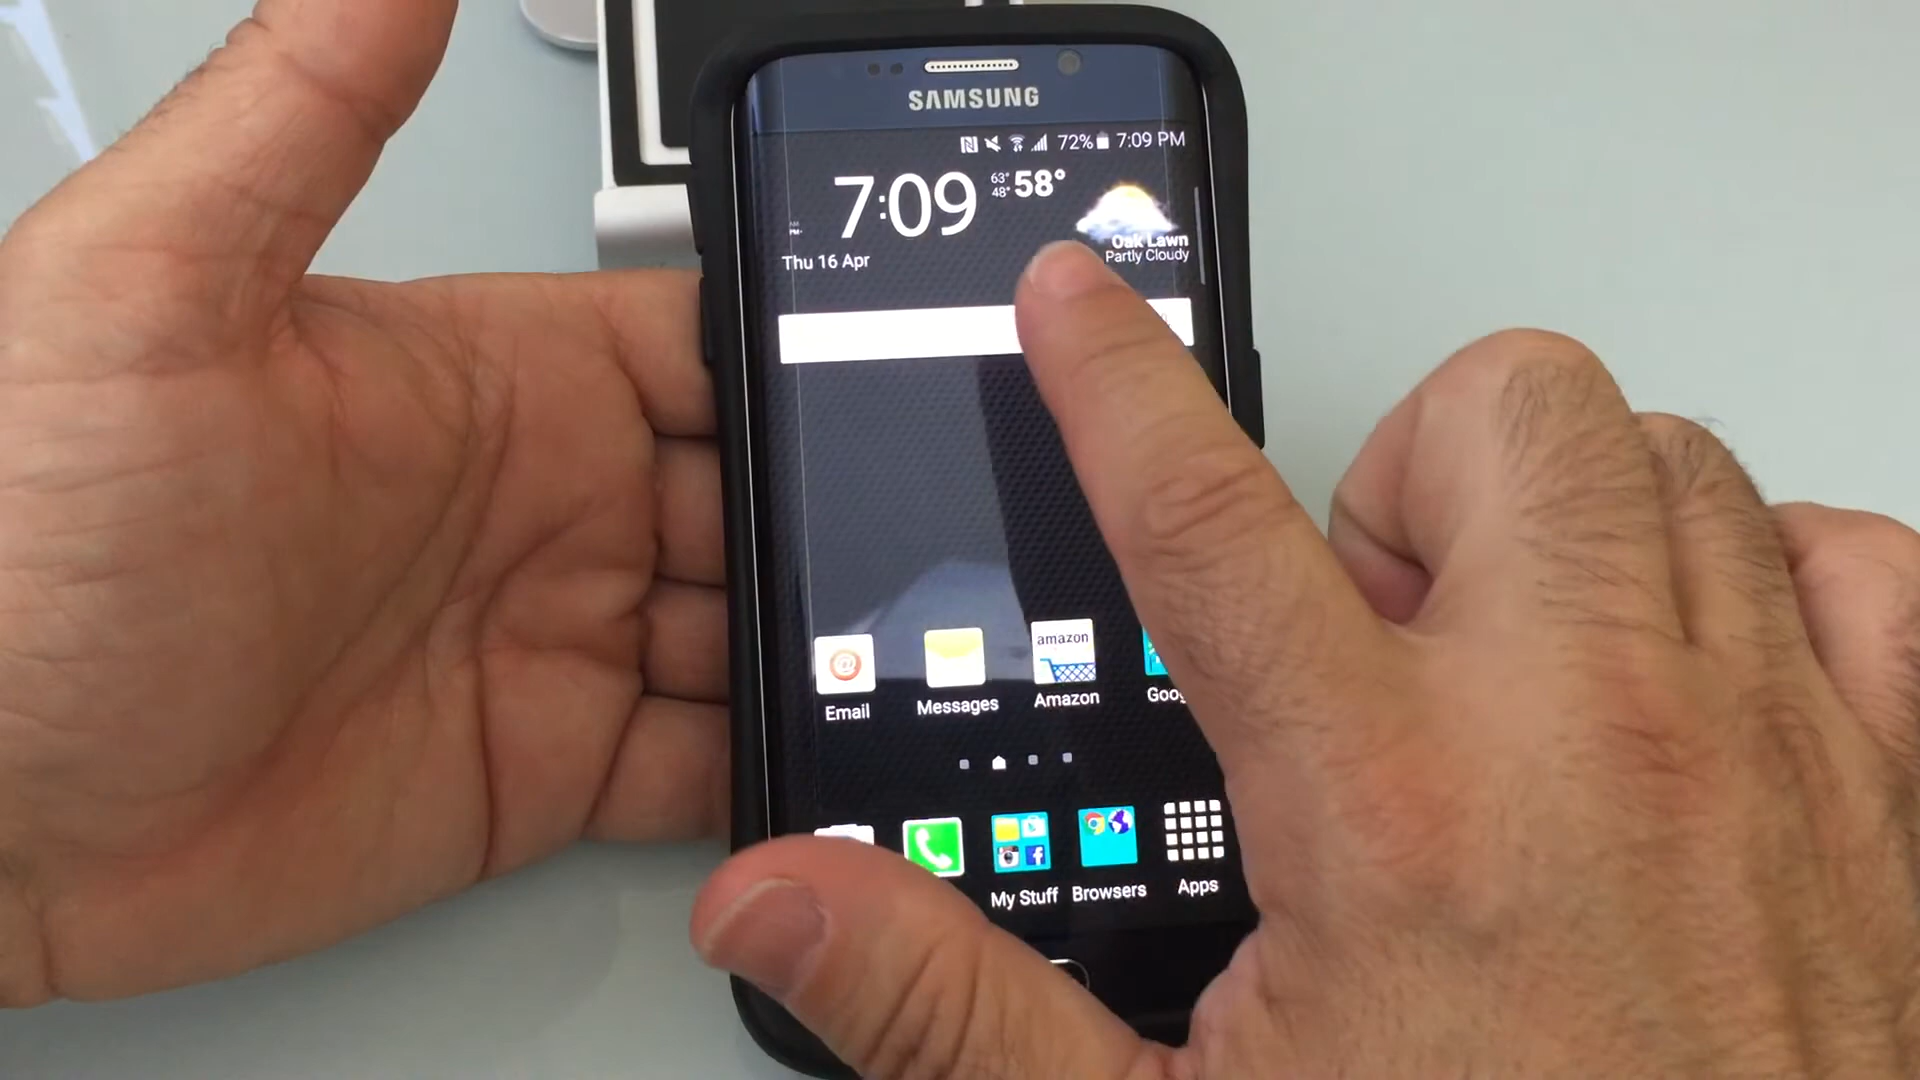 SAMSUNG
72% 7:09 PM
7:09
63°
48°
58°
Oak Lawn
Partly Cloudy
Thu 16 Apr
amazon
Email
Messages
Amazon
Goog
My Stuff
Browsers
Apps